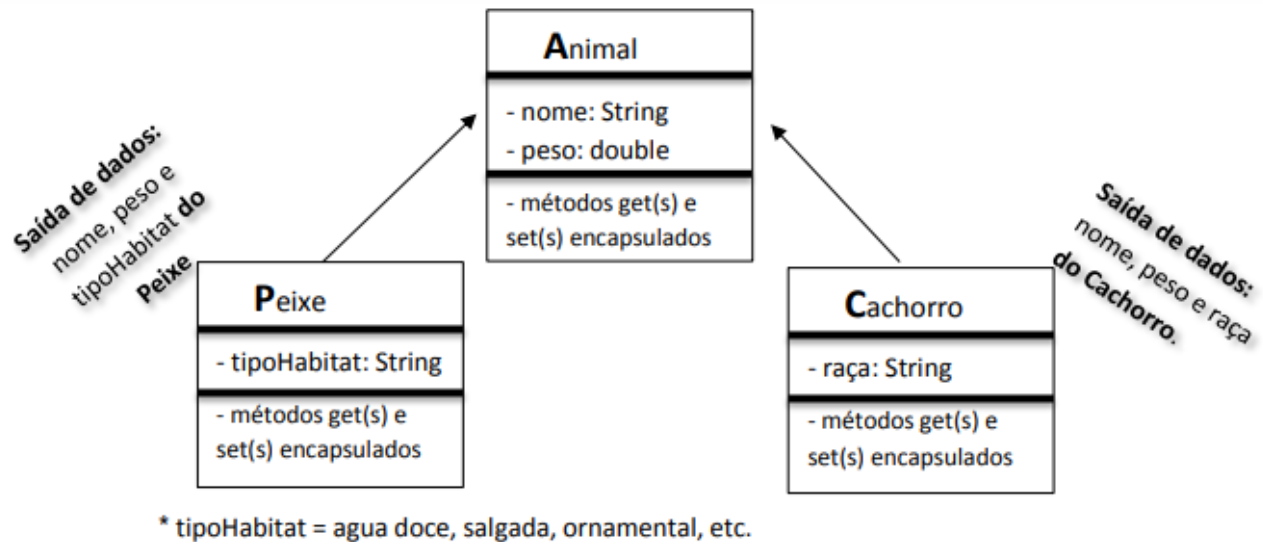 Animal
- nome: String
- peso: double
- métodos get(s) e
set(s) encapsulados
Saída de dados:
nome, peso e
tipoHabitat do
Peixe
Peixe
- tipoHabitat: String
- métodos get(s) e
set(s) encapsulados
Saída de dados:
nome, peso e raça
do Cachorro.
Cachorro
- raça: String
- métodos get(s) e
set(s) encapsulados
* tipoHabitat = agua doce, salgada, ornamental, etc.